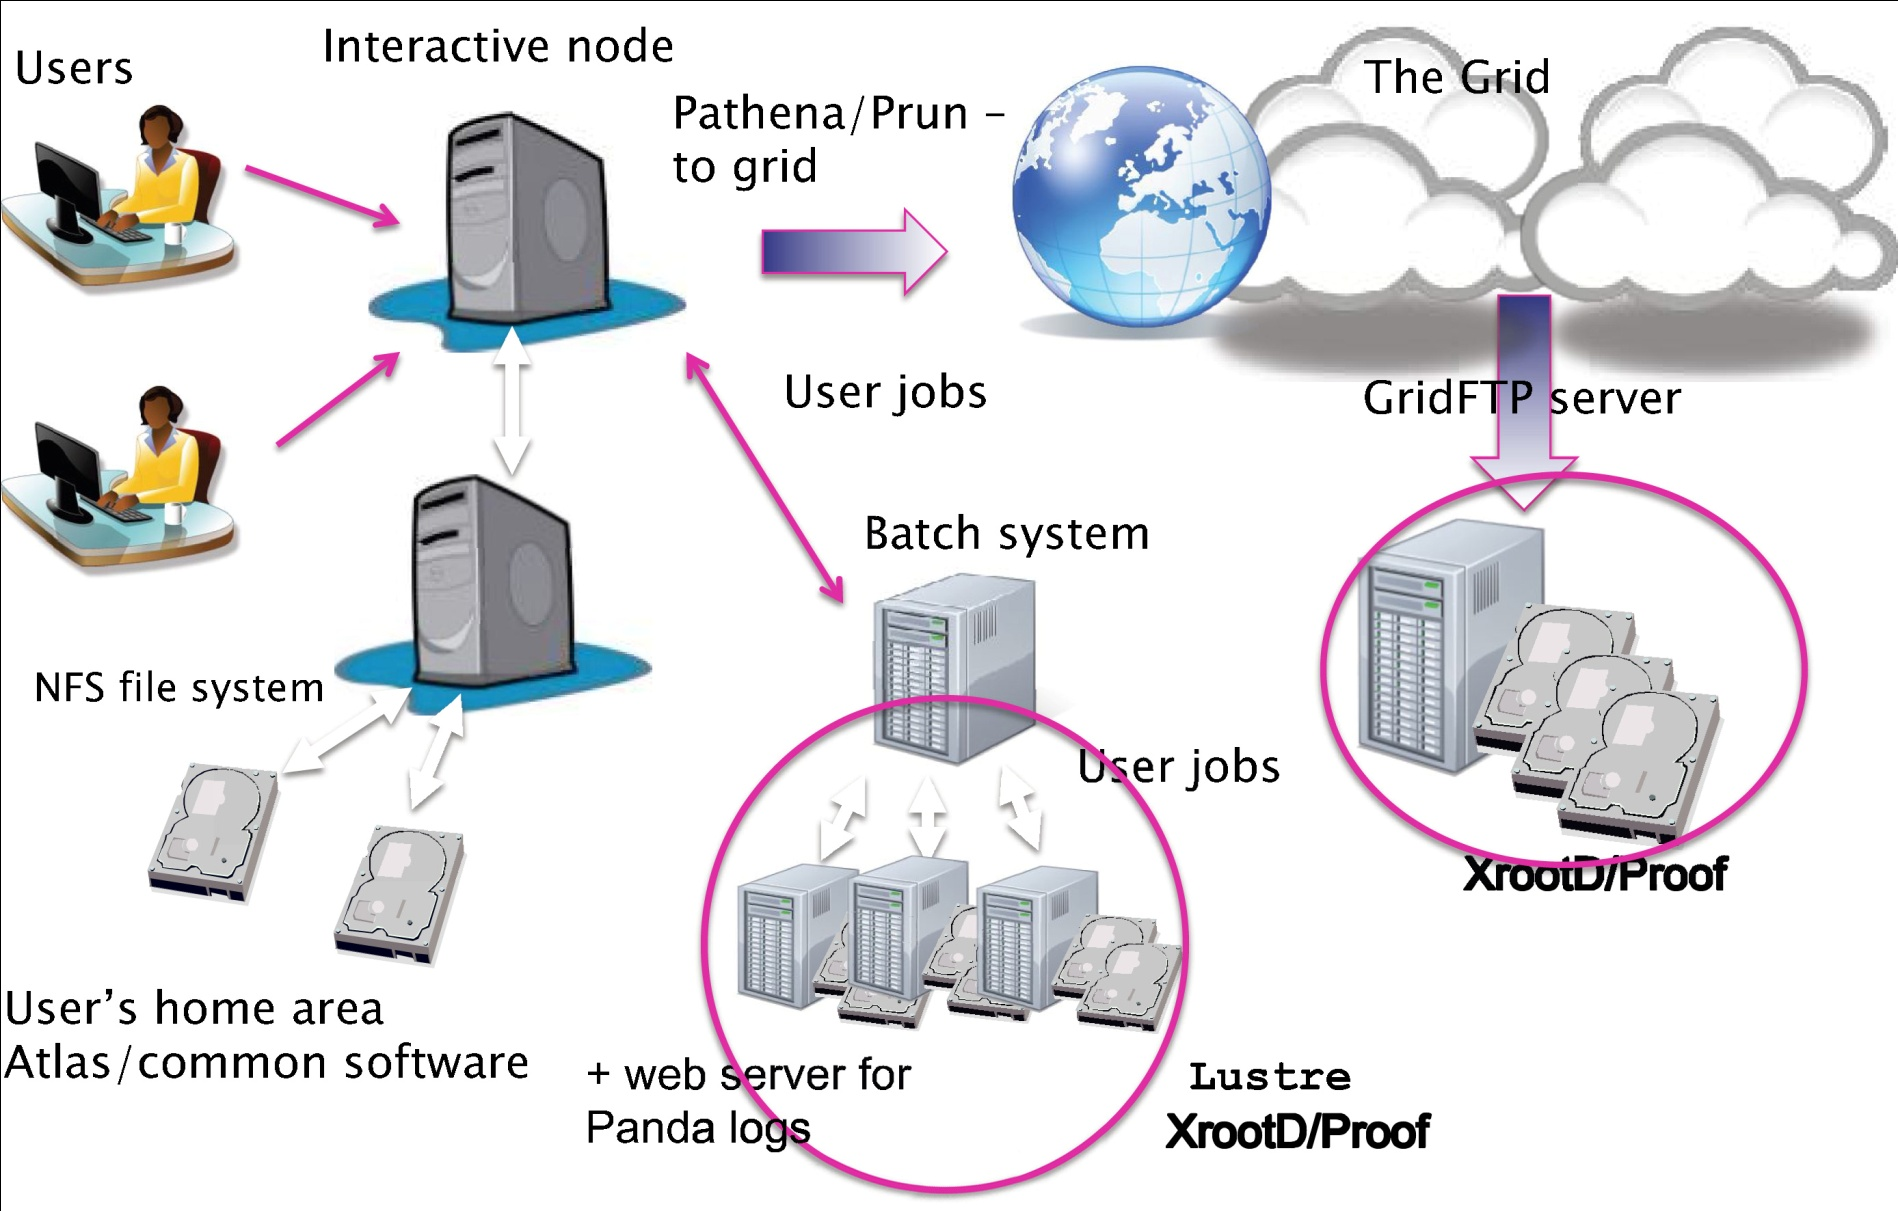 Users
Interactive node
Pathena/Prun –
to grid
The Grid
User jobs
GridFTP server
Batch system
NFS file system
User jobs
XrootD/Proof
User’s home area
Atlas/common software
+ web server for
Panda logs
Lustre
XrootD/Proof